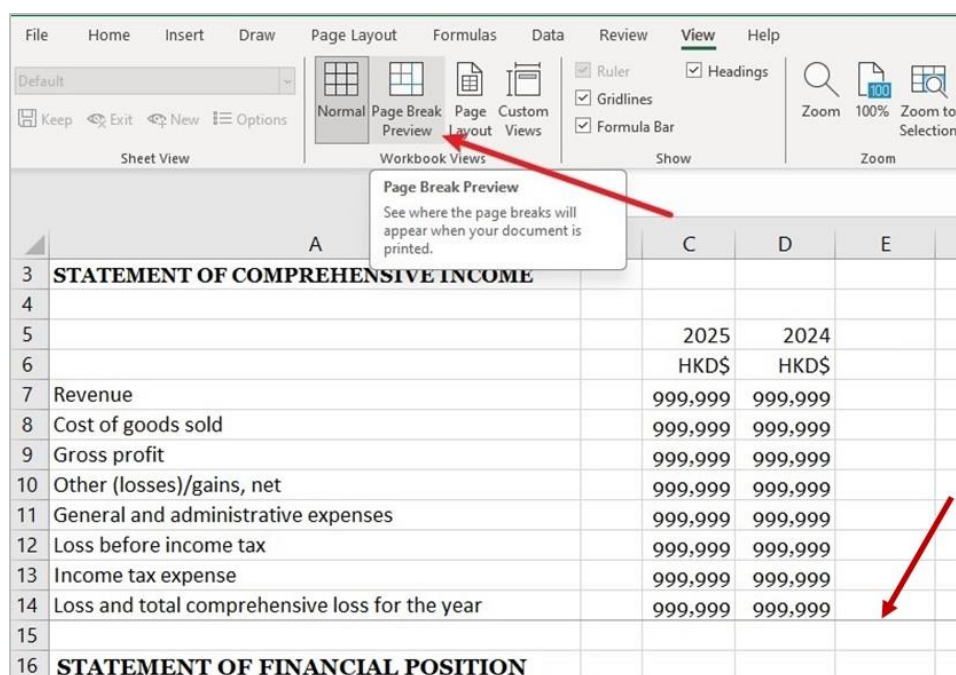 File Home Insert Draw Page Layout Formulas Data Review View Help
Default
Keep Exit New Options
Sheet View
Normal
Page Break
Preview
Page
Layout
Custom
Views
Workbook Views
Ruler
Gridlines
Formula Bar
Headings
Show
Zoom
100
100%
Zoom to
Selection
Zoom
Page Break Preview
See where the page breaks will
appear when your document is
printed.
A C D E
3 STATEMENT OF COMPREHENSIVE INCOME
4
5 2025 2024
6 HKD$ HKD$
7 Revenue 999,999 999,999
8 Cost of goods sold 999,999 999,999
9 Gross profit 999,999 999,999
10 Other (losses)/gains, net 999,999 999,999
11 General and administrative expenses 999,999 999,999
12 Loss before income tax 999,999 999,999
13 Income tax expense 999,999 999,999
14 Loss and total comprehensive loss for the year 999,999 999,999
15
16 STATEMENT OF FINANCIAL POSITION